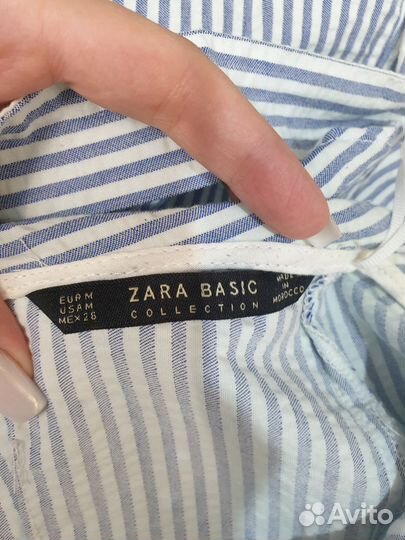 EUR M
USA M
MEX 28
ZARA BASIC
COLLECTION
MADE
IN
MOROCCO
Avito